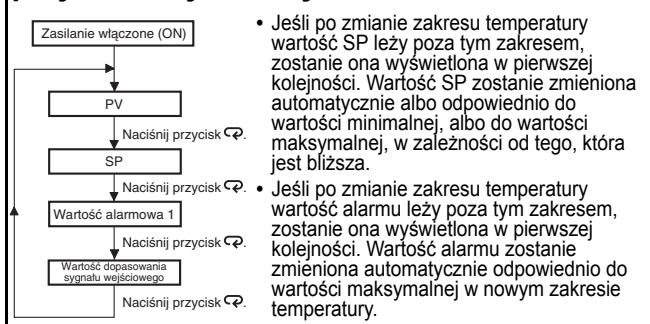 Zasilanie włączone (ON)
PV
Naciśnij przycisk
SP
Naciśnij przycisk
Wartość alarmowa 1
Naciśnij przycisk
Wartość dopasowania
sygnału wejściowego
Naciśnij przycisk
• Jeśli po zmianie zakresu temperatury
wartość SP leży poza tym zakresem,
zostanie ona wyświetlona w pierwszej
kolejności. Wartość SP zostanie zmieniona
automatycznie albo odpowiednio do
wartości minimalnej, albo do wartości
maksymalnej, w zależności od tego, która
jest bliższa.
• Jeśli po zmianie zakresu temperatury
wartość alarmu leży poza tym zakresem,
zostanie ona wyświetlona w pierwszej
kolejności. Wartość alarmu zostanie
zmieniona automatycznie odpowiednio do
wartości maksymalnej w nowym zakresie
temperatury.